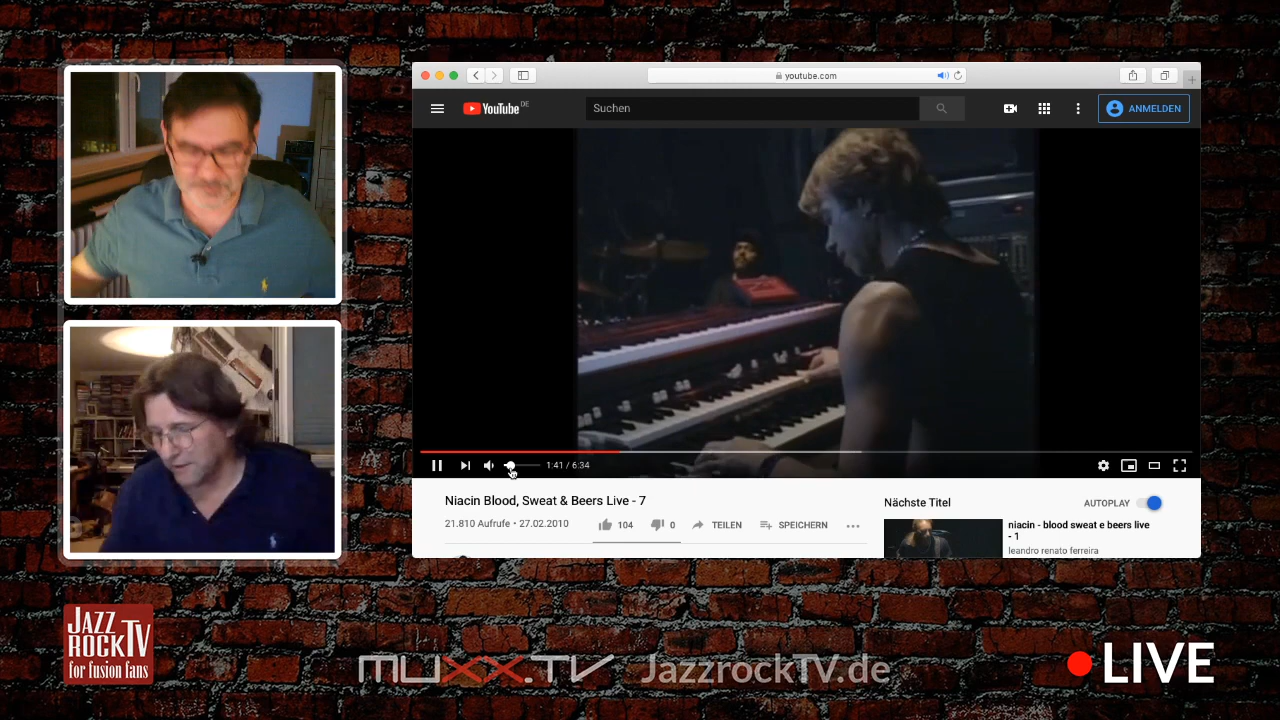 youtube.com
YouTube DE
Suchen
ANMELDEN
1:41 / 6:34
Niacin Blood, Sweat & Beers Live - 7
21.810 Aufrufe • 27.02.2010
104
0
TEILEN
SPEICHERN
Nächste Titel
AUTOPLAY
niacin - blood sweat e beers live
- 1
leandro renato ferreira
JAZZ
ROCKTV
for fusion fans
MUXX.TV
JazzrockTV.de
LIVE